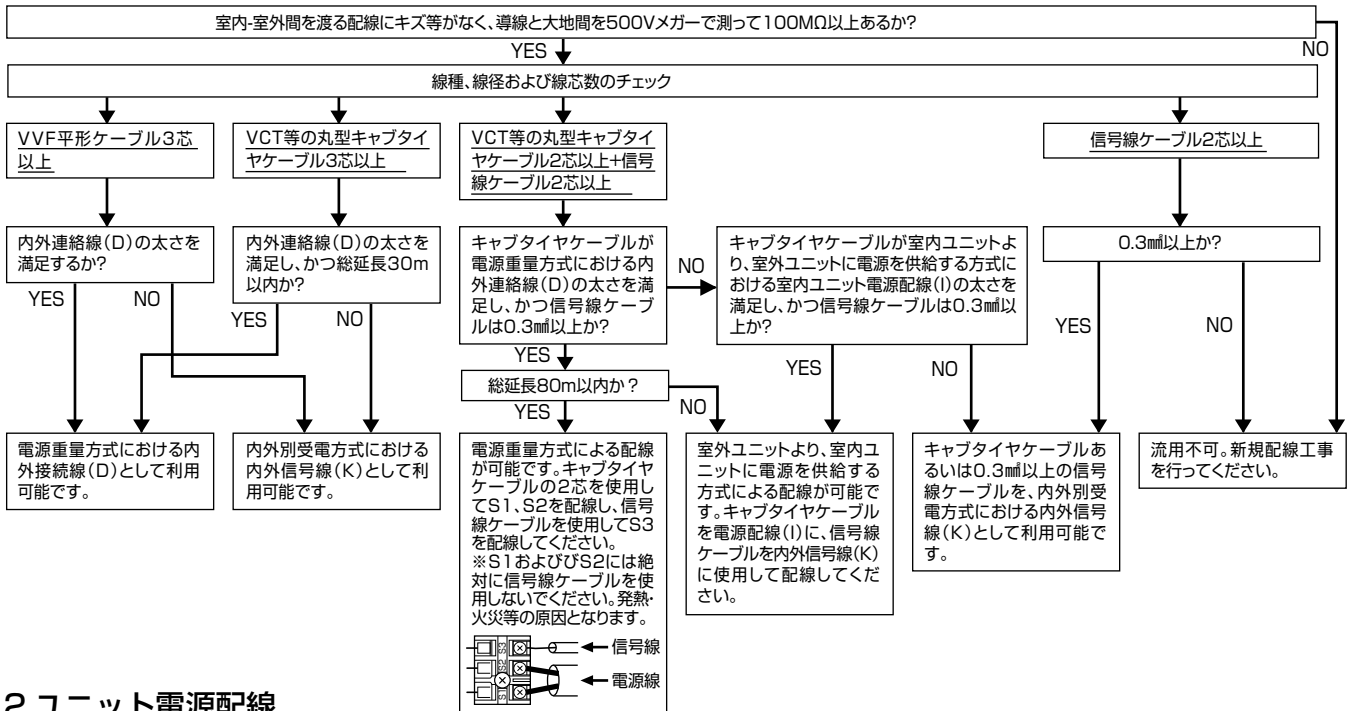 室内-室外間を渡る配線にキズ等がなく、導線と大地間を500Vメガーで測って100MΩ以上あるか?
YES
NO
線種、線径および線芯数のチェック
VVF平形ケーブル3芯
以上
VCT等の丸型キャブタイ
ヤケーブル3芯以上
VCT等の丸型キャブタイ
ヤケーブル2芯以上+信号
線ケーブル2芯以上
信号線ケーブル2芯以上
内外連絡線(D)の太さを
満足するか?
内外連絡線(D)の太さを
満足し、かつ総延長30m
以内か?
キャブタイヤケーブルが
電源重量方式における内
外連絡線(D)の太さを満
足し、かつ信号線ケーブ
ルは0.3㎟以上か?
NO
キャブタイヤケーブルが室内ユニットよ
り、室外ユニットに電源を供給する方式に
おける室内ユニット電源配線(I)の太さを
満足し、かつ信号線ケーブルは0.3㎟以
上か?
0.3㎟以上か?
YES
NO
YES
NO
YES
YES
NO
YES
NO
総延長80m以内か?
YES
NO
電源重量方式における内
外接続線(D)として利用
可能です。
内外別受電方式における
内外信号線(K)として利
用可能です。
電源重量方式による配線
が可能です。キャブタイヤ
ケーブルの2芯を使用し
てS1、S2を配線し、信号
線ケーブルを使用してS3
を配線してください。
※S1およびびS2には絶
対に信号線ケーブルを使
用しないでください。発熱・
火災等の原因となります。
S3
S2
S1
信号線
電源線
室外ユニットより、室内ユ
ニットに電源を供給する
方式による配線が可能で
す。キャブタイヤケーブル
を電源配線(I)に、信号線
ケーブルを内外信号線(K)
に使用して配線してくだ
さい。
キャブタイヤケーブルあ
るいは0.3㎟以上の信号
線ケーブルを、内外別受
電方式における内外信号
線(K)として利用可能で
す。
流用不可。新規配線工事
を行ってください。
2.ユニット電源配線